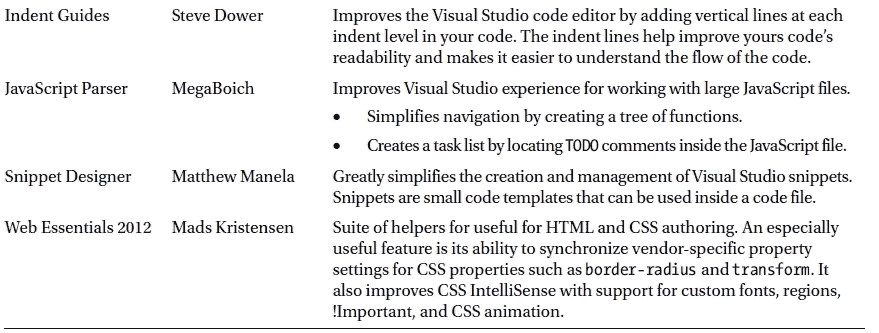 Indent Guides Steve Dower Improves the Visual Studio code editor by adding vertical lines at each
indent level in your code. The indent lines help improve yours code's
readability and makes it easier to understand the flow of the code.
JavaScript Parser MegaBoich Improves Visual Studio experience for working with large JavaScript files.
• Simplifies navigation by creating a tree of functions.
• Creates a task list by locating TODO comments inside the JavaScript file.
Snippet Designer Matthew Manela Greatly simplifies the creation and management of Visual Studio snippets.
Snippets are small code templates that can be used inside a code file.
Web Essentials 2012 Mads Kristensen Suite of helpers for useful for HTML and CSS authoring. An especially
useful feature is its ability to synchronize vendor-specific property
settings for CSS properties such as border-radius and transform. It
also improves CSS IntelliSense with support for custom fonts, regions,
!Important, and CSS animation.